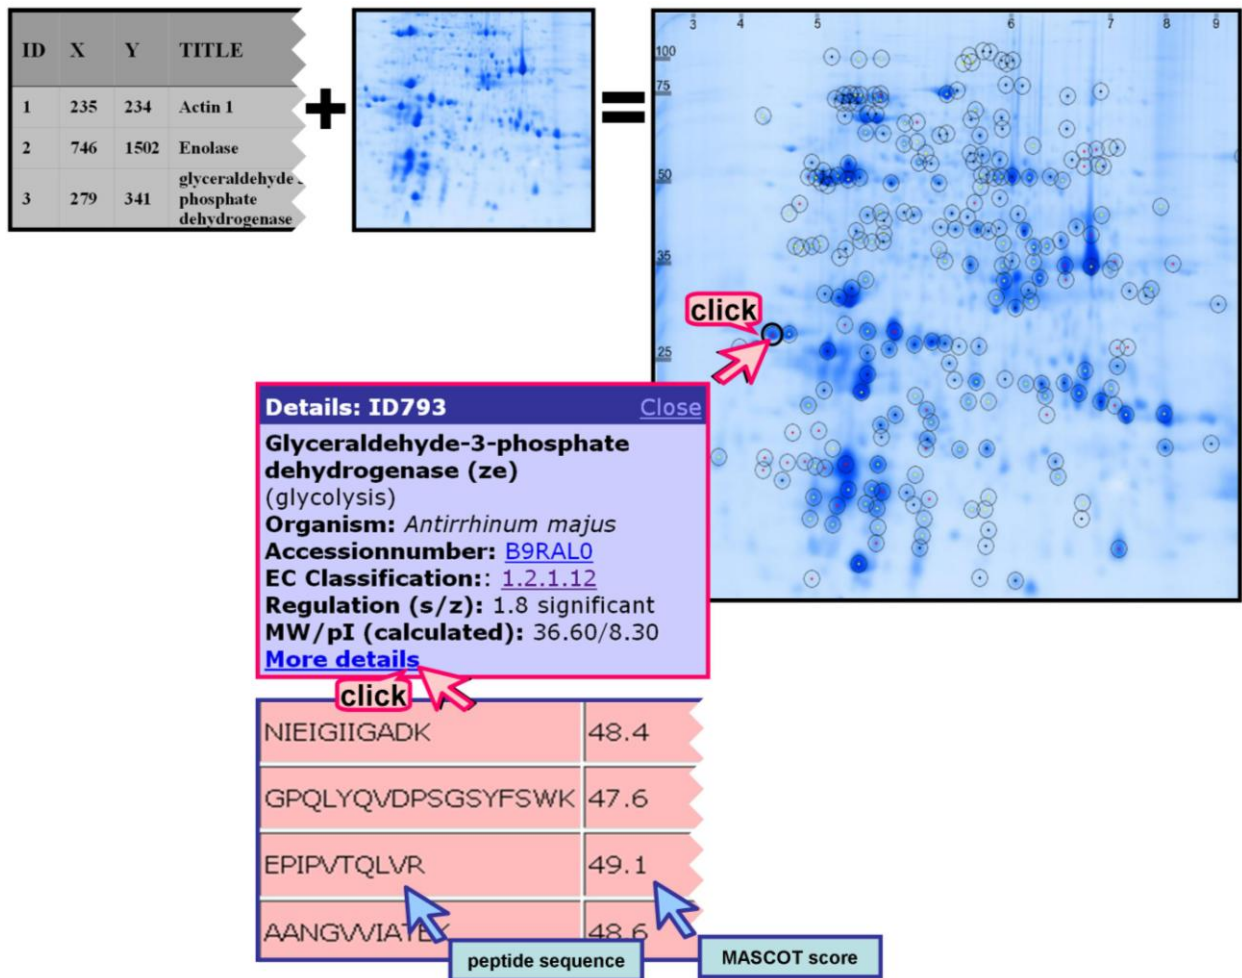 ID X Y TITLE
1 235 234 Actin 1
2 746 1502 Enolase
3 279 341 glyceraldehyde
phosphate
dehydrogenase
+
=
3 4 5 6 7 8 9
100
75
50
35
25
click
Details: ID793 Close
Glyceraldehyde-3-phosphate
dehydrogenase (ze)
(glycolysis)
Organism: Antirrhinum majus
Accessionnumber: B9RAL0
EC Classification:: 1.2.1.12
Regulation (s/z): 1.8 significant
MW/pI (calculated): 36.60/8.30
More details
click
NIEIGIIGADK 48.4
GPQLYQVDPSGSYFSWK 47.6
EPIPVTQLVR 49.1
48.6
peptide sequence
MASCOT score